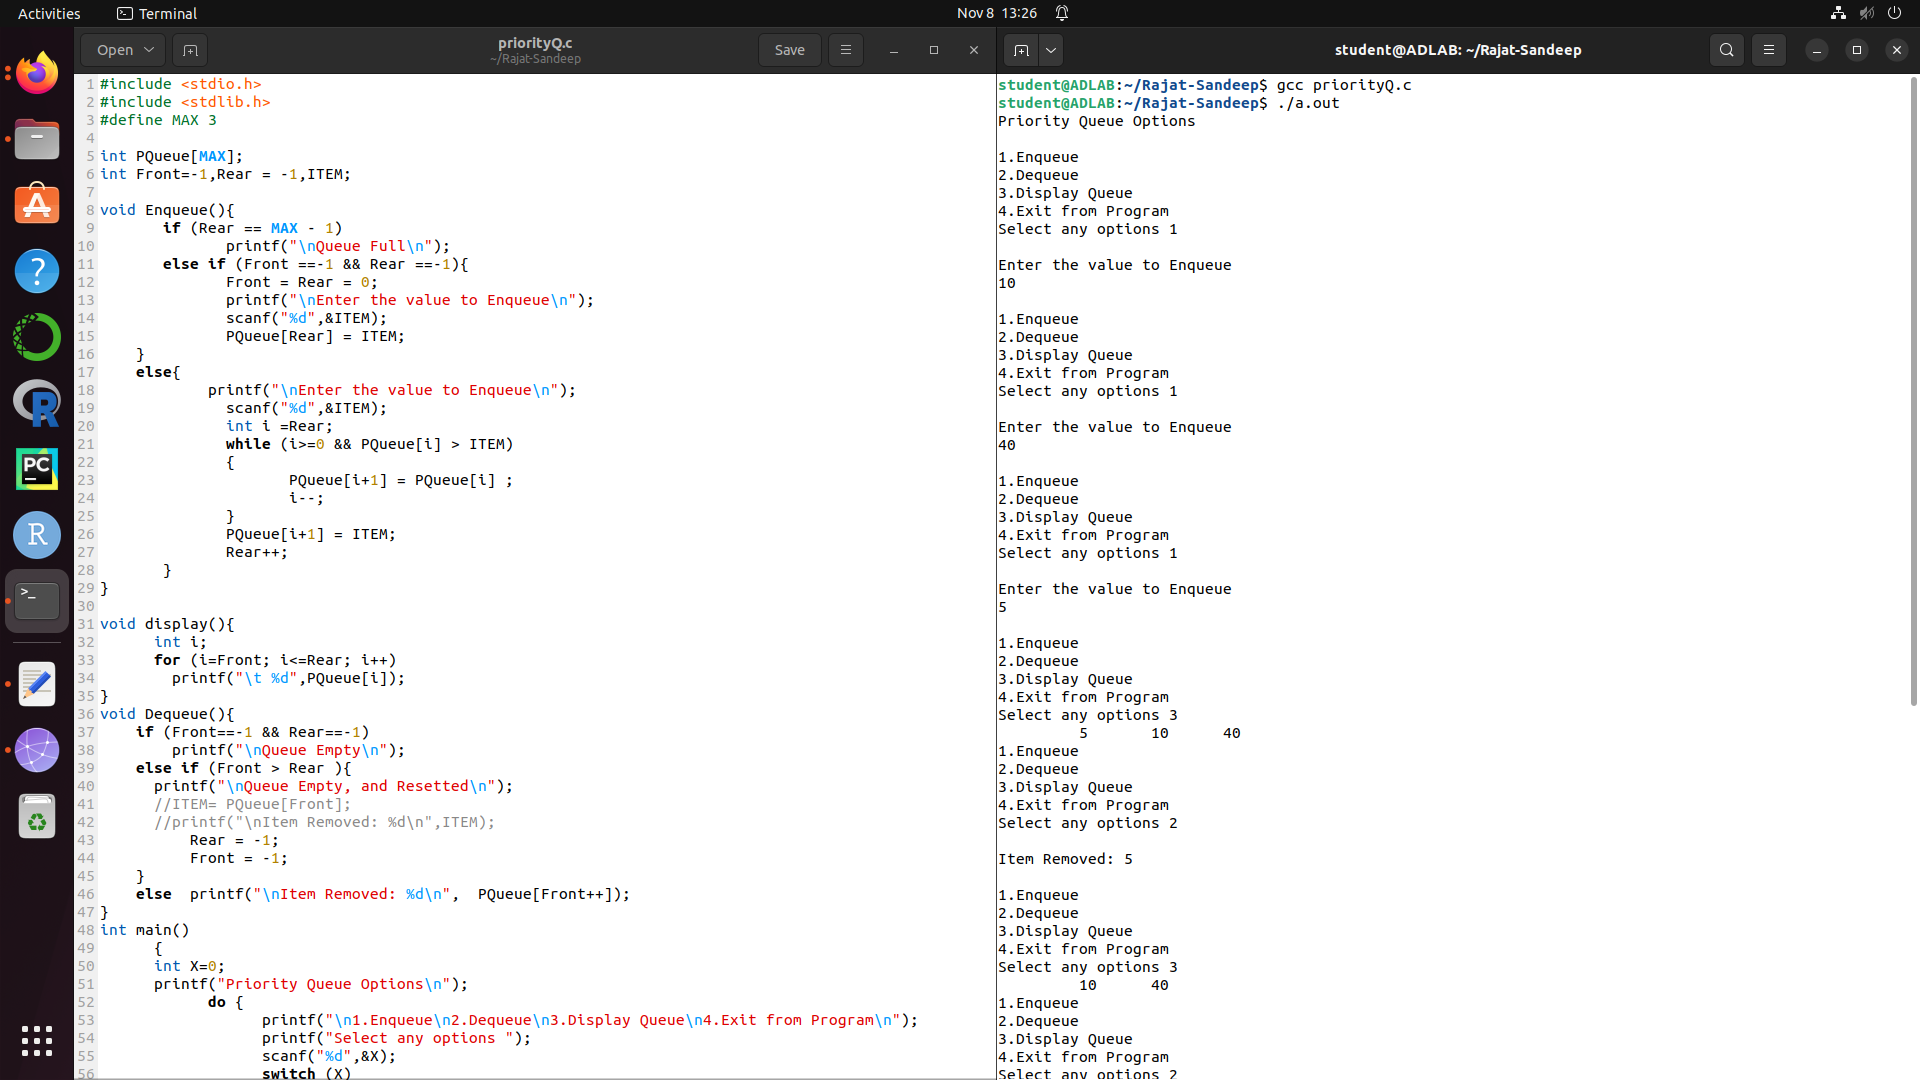 Activities
Terminal
Nov 8 13:26
Open
priorityQ.c
~/Rajat-Sandeep
Save
1 #include <stdio.h>
2 #include <stdlib.h>
3 #define MAX 3
4
5 int PQueue[MAX];
6 int Front=-1,Rear = -1,ITEM;
7
8 void Enqueue(){
9 if (Rear == MAX - 1)
10 printf("\nQueue Full\n");
11 else if (Front ==-1 && Rear ==-1){
12 Front = Rear = 0;
13 printf("\nEnter the value to Enqueue\n");
14 scanf("%d",&ITEM);
15 PQueue[Rear] = ITEM;
16 }
17 else{
18 printf("\nEnter the value to Enqueue\n");
19 scanf("%d",&ITEM);
20 int i =Rear;
21 while (i>=0 && PQueue[i] > ITEM)
22 {
23 PQueue[i+1] = PQueue[i] ;
24 i--;
25 }
26 PQueue[i+1] = ITEM;
27 Rear++;
28 }
29 }
30
31 void display(){
32 int i;
33 for (i=Front; i<=Rear; i++)
34 printf("\t %d",PQueue[i]);
35 }
36 void Dequeue(){
37 if (Front==-1 && Rear==-1)
38 printf("\nQueue Empty\n");
39 else if (Front > Rear ){
40 printf("\nQueue Empty, and Resetted\n");
41 //ITEM= PQueue[Front];
42 //printf("\nItem Removed: %d\n",ITEM);
43 Rear = -1;
44 Front = -1;
45 }
46 else printf("\nItem Removed: %d\n", PQueue[Front++]);
47 }
48 int main()
49 {
50 int X=0;
51 printf("Priority Queue Options\n");
52 do {
53 printf("\n1.Enqueue\n2.Dequeue\n3.Display Queue\n4.Exit from Program\n");
54 printf("Select any options ");
55 scanf("%d",&X);
56 switch (X)
student@ADLAB: ~/Rajat-Sandeep
student@ADLAB:~/Rajat-Sandeep$ gcc priorityQ.c
student@ADLAB:~/Rajat-Sandeep$ ./a.out
Priority Queue Options
1.Enqueue
2.Dequeue
3.Display Queue
4.Exit from Program
Select any options 1
Enter the value to Enqueue
10
1.Enqueue
2.Dequeue
3.Display Queue
4.Exit from Program
Select any options 1
Enter the value to Enqueue
40
1.Enqueue
2.Dequeue
3.Display Queue
4.Exit from Program
Select any options 1
Enter the value to Enqueue
5
1.Enqueue
2.Dequeue
3.Display Queue
4.Exit from Program
Select any options 3
5 10 40
1.Enqueue
2.Dequeue
3.Display Queue
4.Exit from Program
Select any options 2
Item Removed: 5
1.Enqueue
2.Dequeue
3.Display Queue
4.Exit from Program
Select any options 3
10 40
1.Enqueue
2.Dequeue
3.Display Queue
4.Exit from Program
Select any options 2
R
PC
R